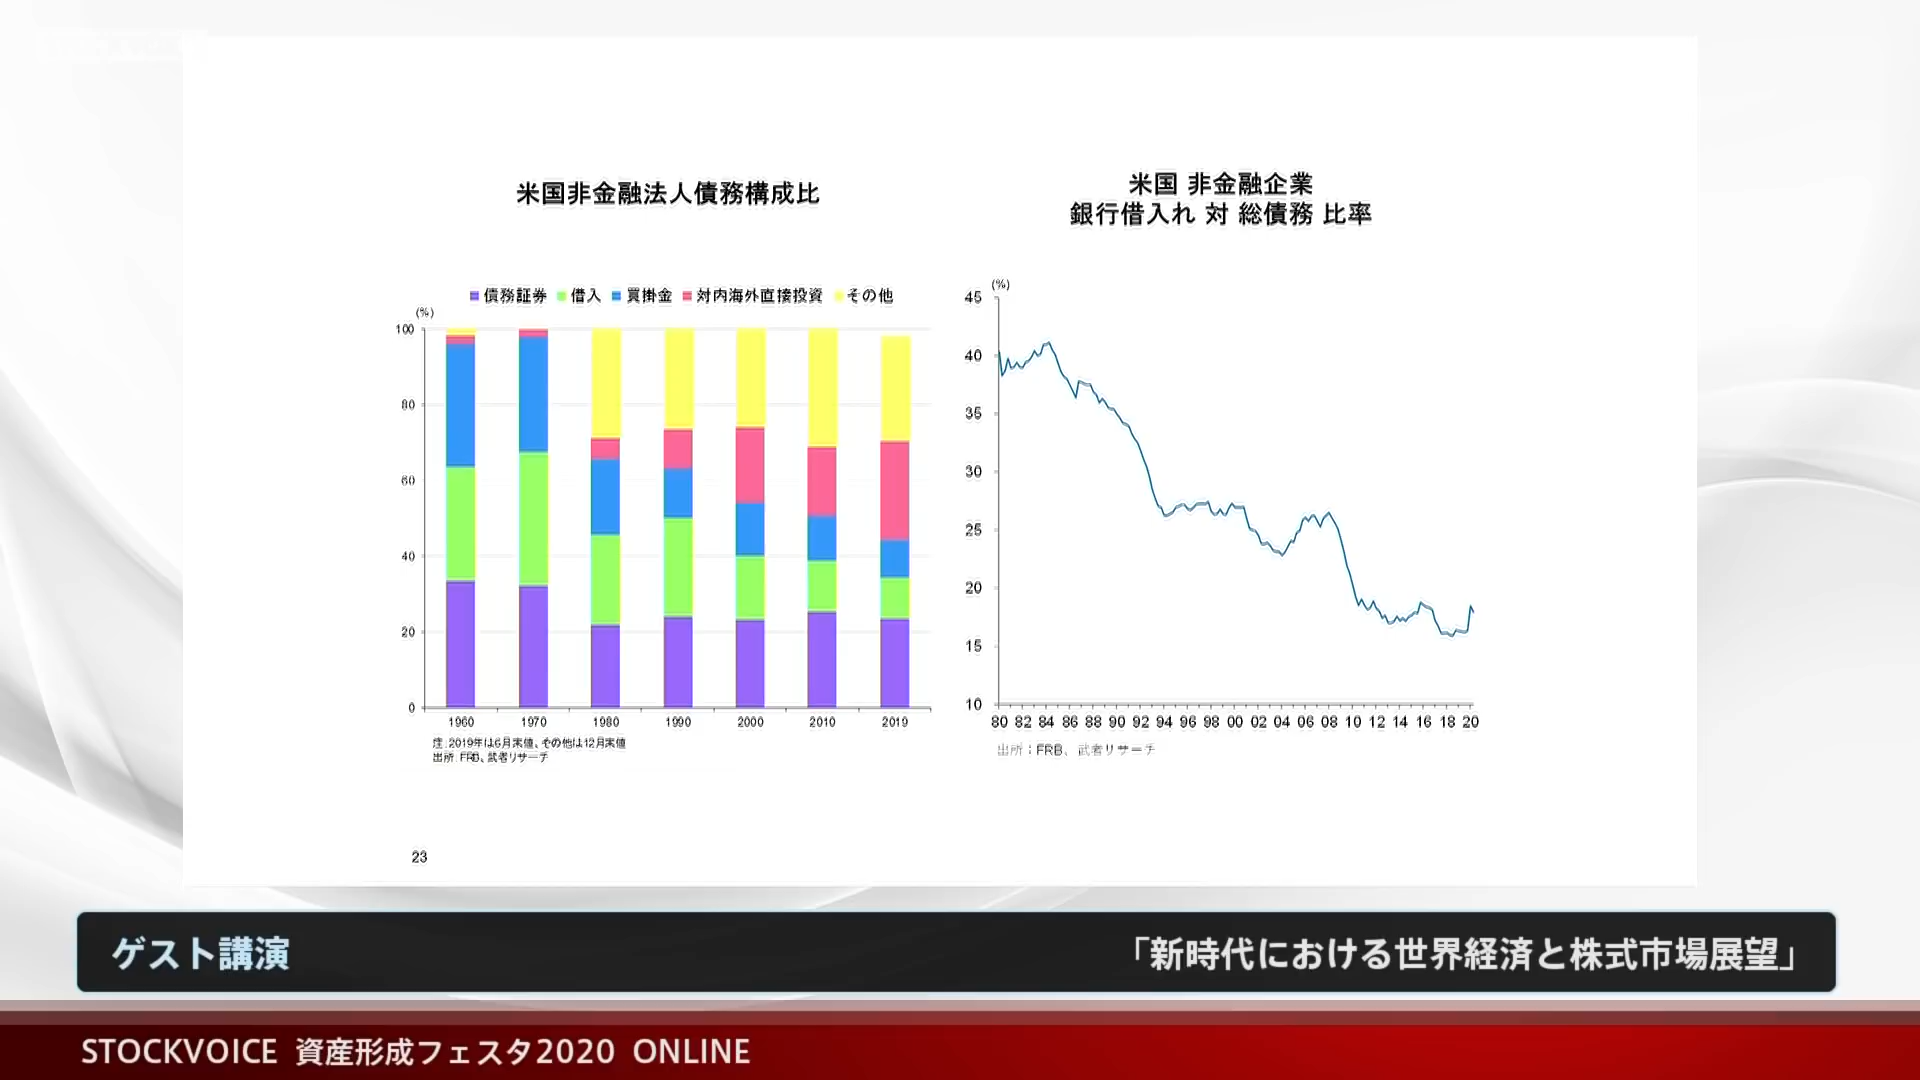 米国非金融法人債務構成比
債務証券 借入 買掛金 対内海外直接投資 その他
(%)
100
80
60
40
20
0
1960 1970 1980 1990 2000 2010 2019
注:2019年は6月末値、その他は12月末値
出所:FRB、武者リサーチ
米国 非金融企業
銀行借入れ 対 総債務 比率
(%)
45
40
35
30
25
20
15
10
80 82 84 86 88 90 92 94 96 98 00 02 04 06 08 10 12 14 16 18 20
出所：FRB、武者リサーチ
23
ゲスト講演
「新時代における世界経済と株式市場展望」
STOCKVOICE 資産形成フェスタ2020 ONLINE